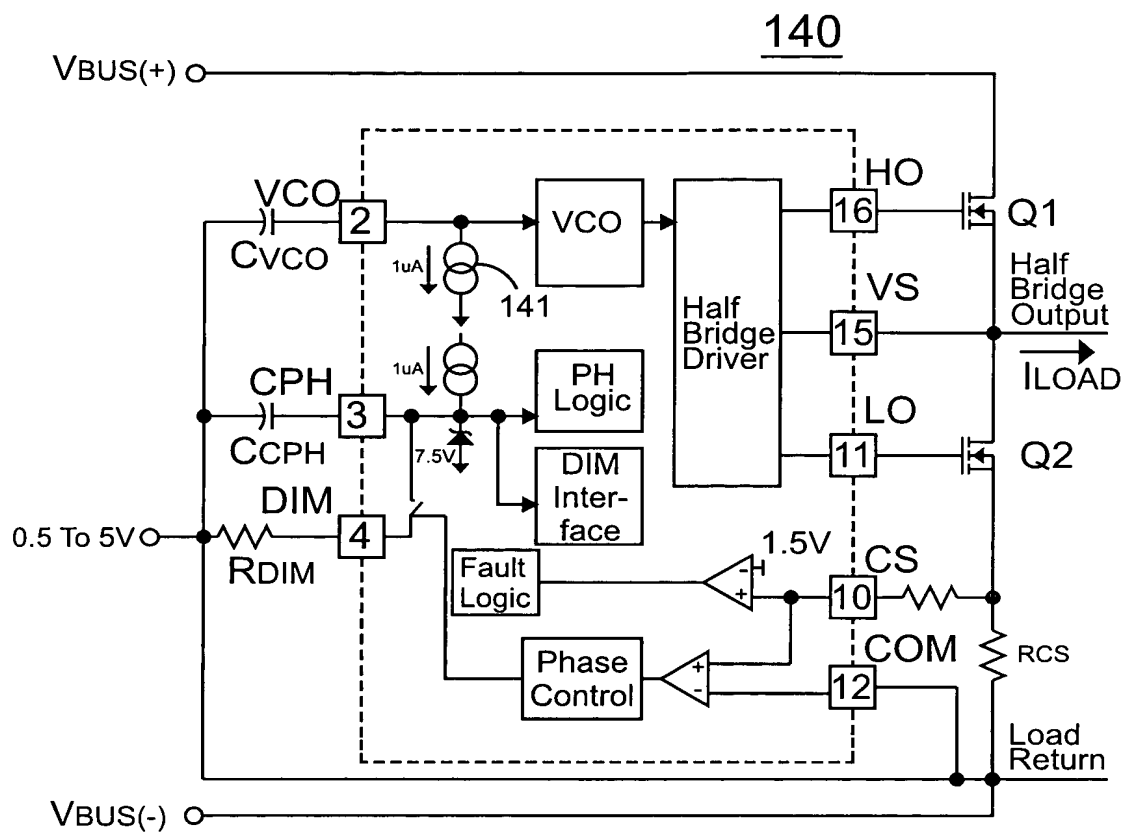 140
VBUS(+)
VCO
CVCO
2
1uA
141
VCO
Half
Bridge
Driver
16
HO
Q1
VS
15
Half
Bridge
Output
ILOAD
1uA
CPH
CCPH
3
7.5V
PH
Logic
DIM
Inter-
face
LO
11
Q2
DIM
0.5 To 5V
RDIM
4
Fault
Logic
-
+
1.5V
CS
10
RCS
Phase
Control
+
-
COM
12
Load
Return
VBUS(-)